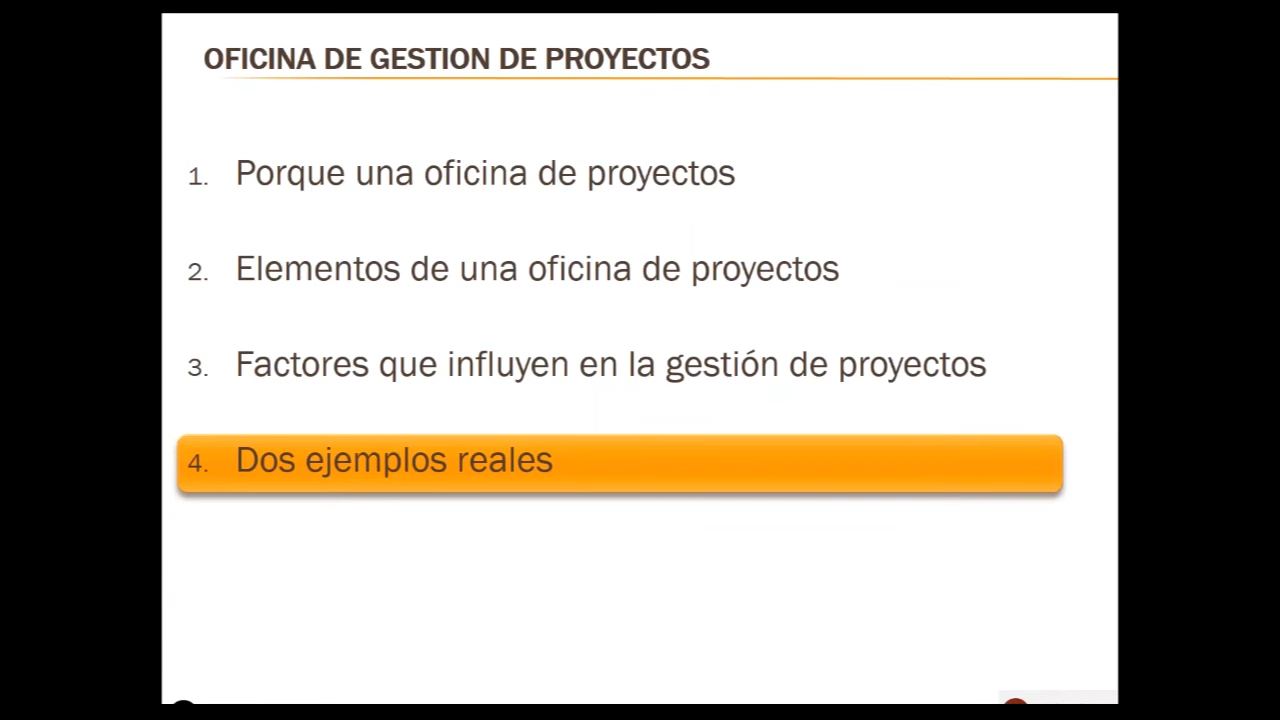 OFICINA DE GESTION DE PROYECTOS
1. Porque una oficina de proyectos
2. Elementos de una oficina de proyectos
3. Factores que influyen en la gestión de proyectos
4. Dos ejemplos reales